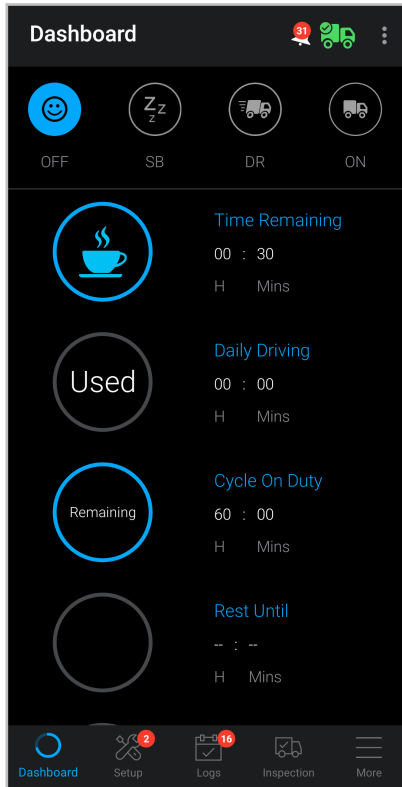 Dashboard
31
Zzz
OFF SB DR ON
Time Remaining
00 : 30
H Mins
Used
Daily Driving
00 : 00
H Mins
Remaining
Cycle On Duty
60 : 00
H Mins
Rest Until
-- : --
H Mins
2
16
Dashboard Setup Logs Inspection More